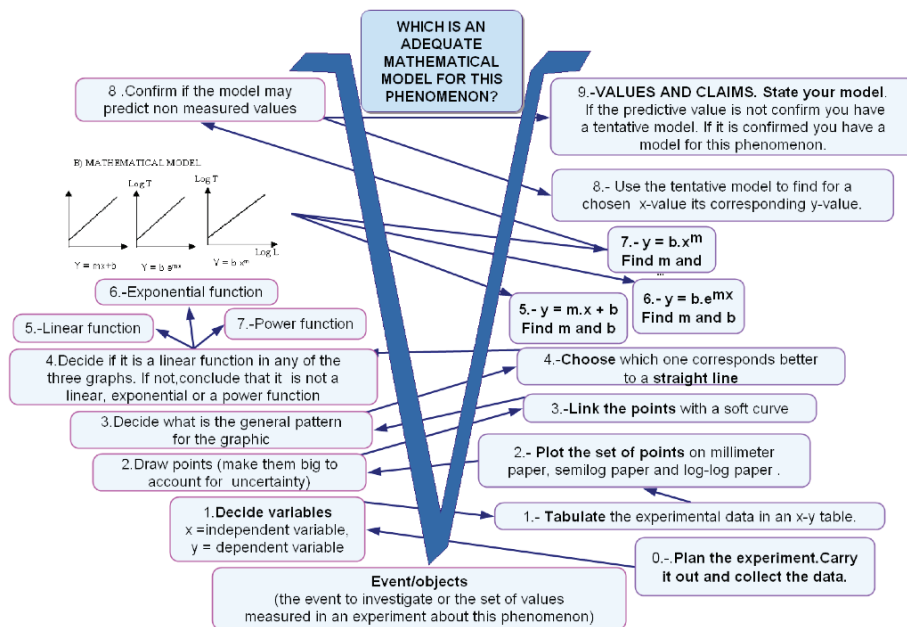 WHICH IS AN
ADEQUATE
MATHEMATICAL
MODEL FOR THIS
PHENOMENON?
8 .Confirm if the model may
predict non measured values
9.-VALUES AND CLAIMS. State your model.
If the predictive value is not confirm you have
a tentative model. If it is confirmed you have a
model for this phenomenon.
B) MATHEMATICAL MODEL
Log T
Log T
Log L
Y = mx+b
Y = b e^mx
Y = b x^m
8.- Use the tentative model to find for a
chosen x-value its corresponding y-value.
7.- y = b.x^m
Find m and
...
6.-Exponential function
5.-Linear function
7.-Power function
5.- y = m.x + b
Find m and b
6.- y = b.e^mx
Find m and b
4.Decide if it is a linear function in any of the
three graphs. If not,conclude that it is not a
linear, exponential or a power function
4.-Choose which one corresponds better
to a straight line
3.Decide what is the general pattern
for the graphic
3.-Link the points with a soft curve
2.Draw points (make them big to
account for uncertainty)
2.- Plot the set of points on millimeter
paper, semilog paper and log-log paper .
1.Decide variables
x =independent variable,
y = dependent variable
1.- Tabulate the experimental data in an x-y table.
0.-.Plan the experiment.Carry
it out and collect the data.
Event/objects
(the event to investigate or the set of values
measured in an experiment about this phenomenon)